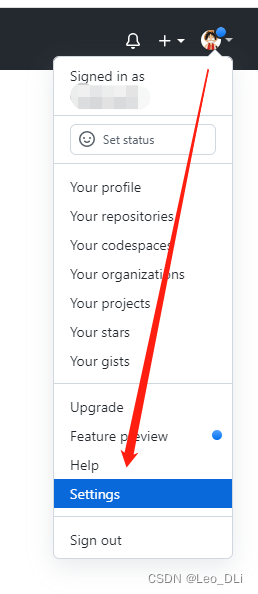 Signed in as
Set status
Your profile
Your repositories
Your codespaces
Your organizations
Your projects
Your stars
Your gists
Upgrade
Feature preview
Help
Settings
Sign out
CSDN @Leo_DLi